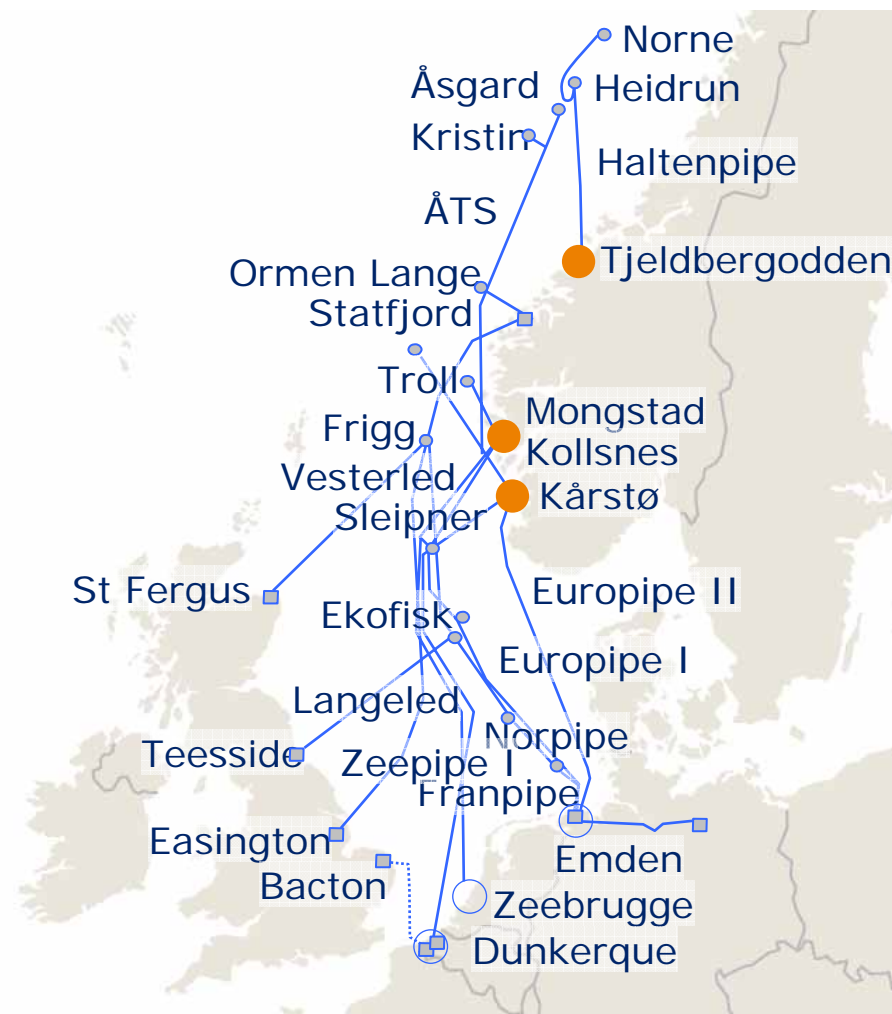 Norne
Åsgard
Heidrun
Kristin
Haltenpipe
ÅTS
Tjeldbergodden
Ormen Lange
Statfjord
Troll
Mongstad
Frigg
Kollsnes
Vesterled
Kårstø
Sleipner
St Fergus
Europipe II
Ekofisk
Europipe I
Langeled
Norpipe
Teesside
Zeepipe I
Franpipe
Easington
Emden
Bacton
Zeebrugge
Dunkerque